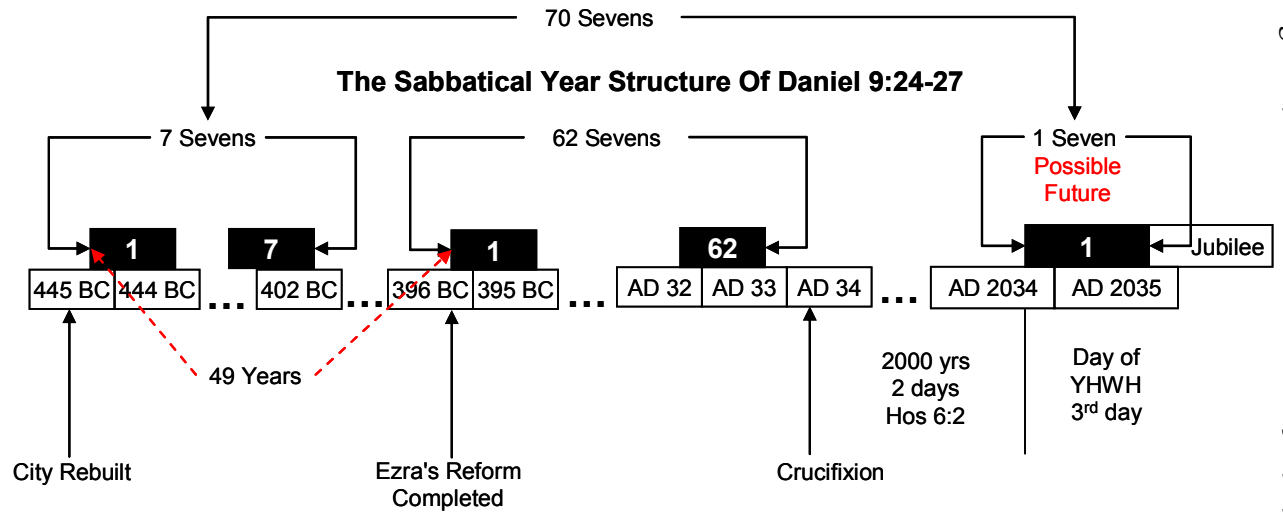 70 Sevens
The Sabbatical Year Structure Of Daniel 9:24-27
7 Sevens
62 Sevens
1 Seven
Possible
Future
1
7
1
62
1
Jubilee
445 BC
444 BC
...
402 BC
...
396 BC
395 BC
...
AD 32
AD 33
AD 34
...
AD 2034
AD 2035
49 Years
2000 yrs
2 days
Hos 6:2
Day of
YHWH
3rd day
City Rebuilt
Ezra's Reform
Completed
Crucifixion